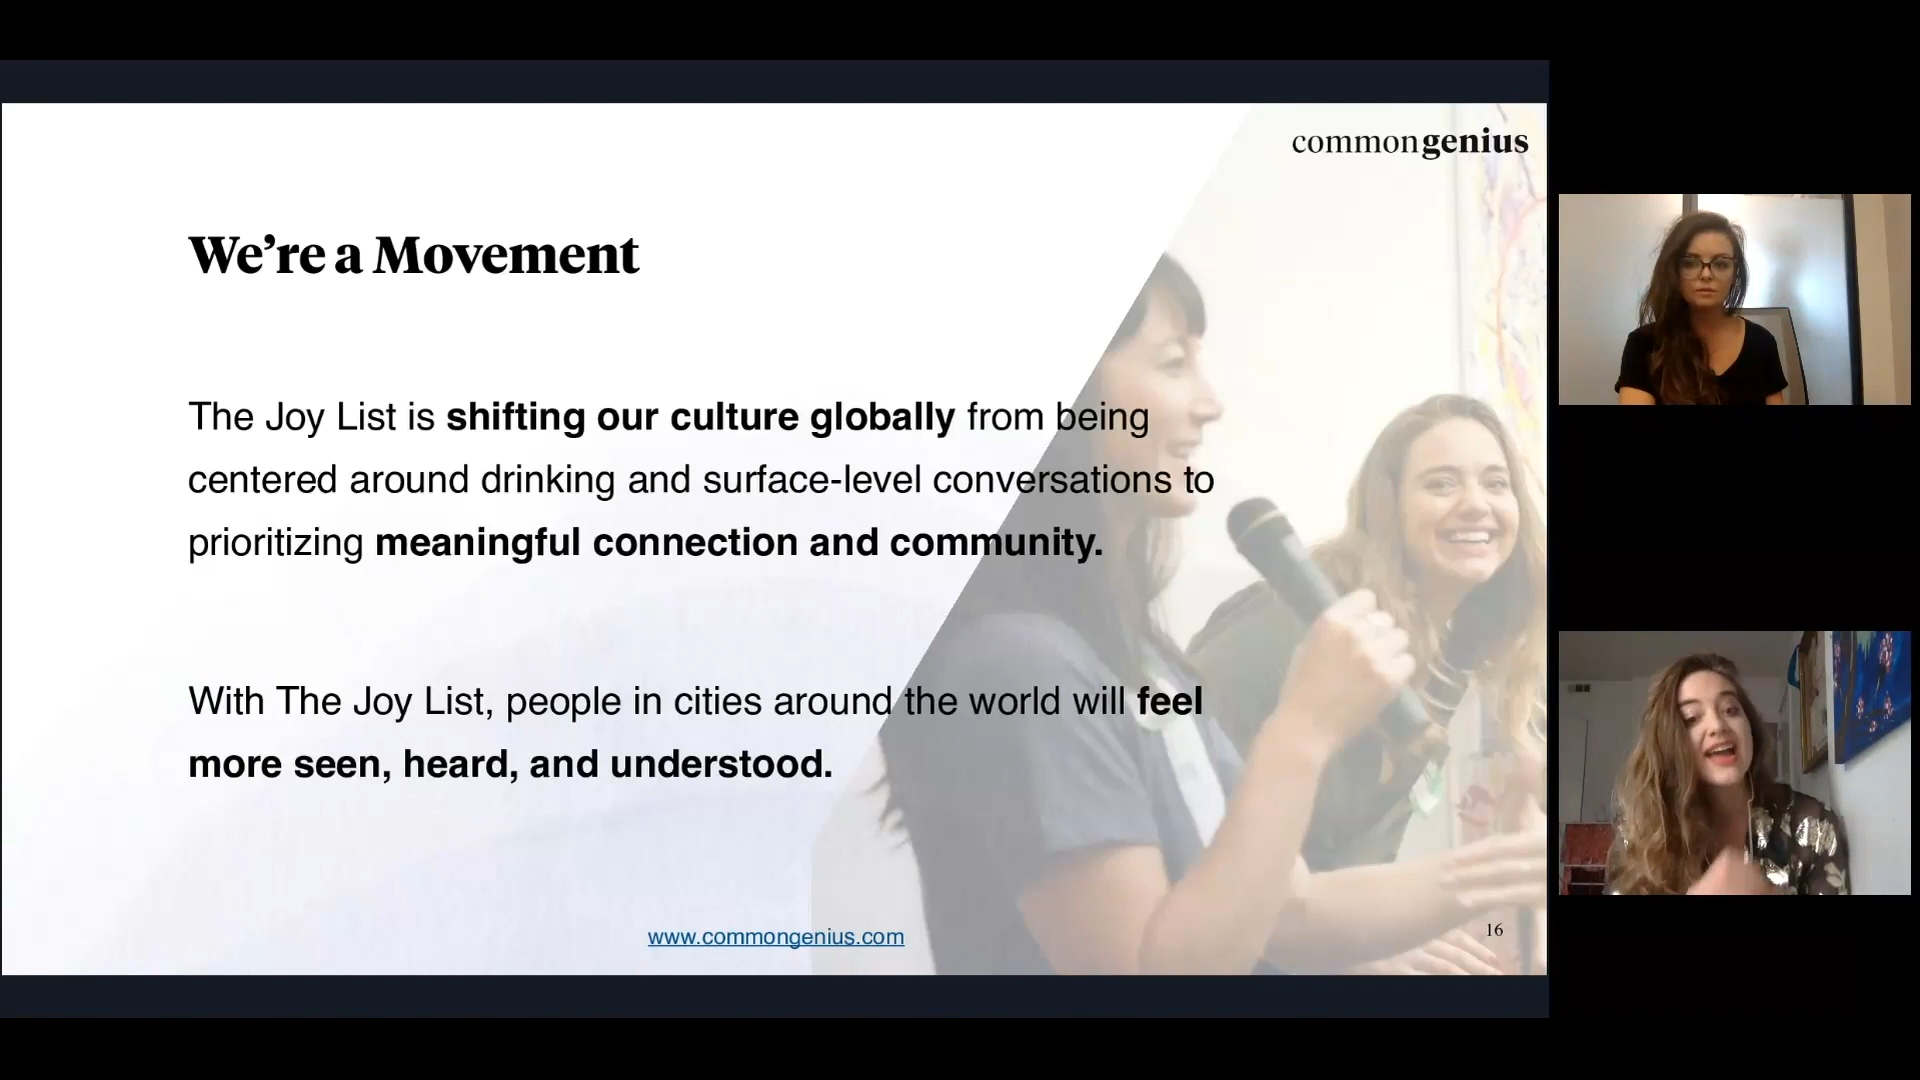 commongenius
We're a Movement
The Joy List is shifting our culture globally from being
centered around drinking and surface-level conversations to
prioritizing meaningful connection and community.
With The Joy List, people in cities around the world will feel
more seen, heard, and understood.
www.commongenius.com
16